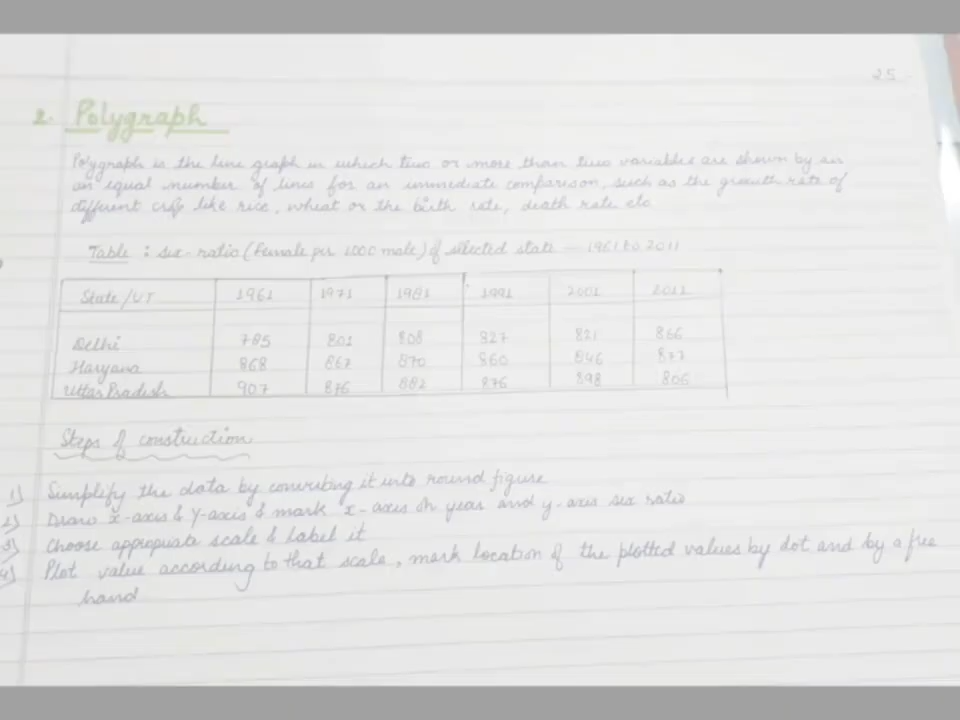 25
2. Polygraph
Polygraph is the line graph in which two or more than two variables are shown by an
an equal number of lines for an immediate comparison, such as the growth rate of
different crop like rice, wheat or the birth rate, death rate etc
Table : sex-ratio (Female per 1000 male) of selected state — 1961 to 2011
State/UT 1961 1971 1981 1991 2001 2011
Delhi 785 801 808 827 821 866
Haryana 868 867 870 860 846 877
Uttar Pradesh 907 876 882 876 898 806
Steps of construction
1) Simplify the data by converting it into round figure
2) Draw x-axis & y-axis & mark x-axis on year and y-axis sex ratio
3) Choose appropriate scale & label it
4) Plot value according to that scale, mark location of the plotted values by dot and by a free
hand